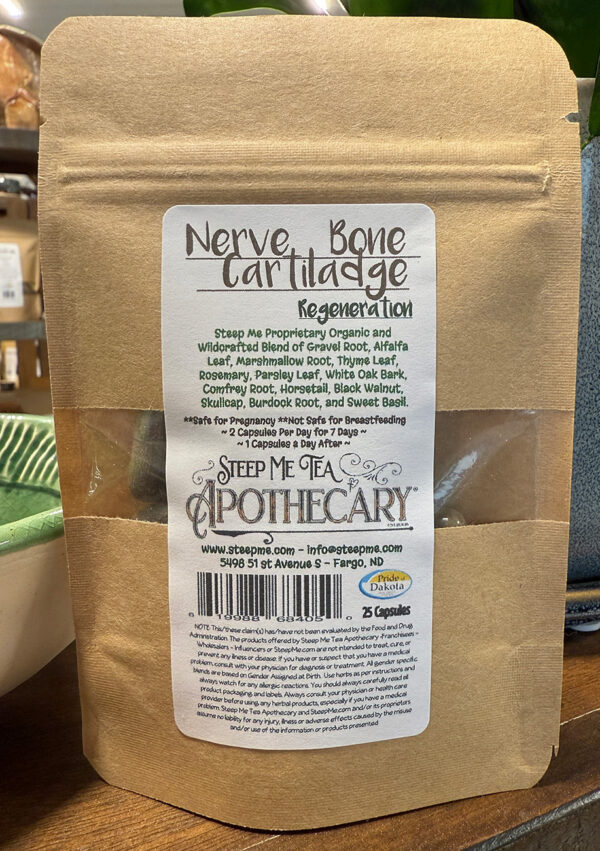 Nerve Bone
Cartiladge
Regeneration
Steep Me Proprietary Organic and
Wildcrafted Blend of Gravel Root, Alfalfa
Leaf, Marshmallow Root, Thyme Leaf,
Rosemary, Parsley Leaf, White Oak Bark,
Comfrey Root, Horsetail, Black Walnut,
Skullcap, Burdock Root, and Sweet Basil.
**Safe for Pregnancy **Not Safe for Breastfeeding
~ 2 Capsules Per Day for 7 Days ~
~ 1 Capsules a Day After ~
STEEP ME TEA
APOTHECARY
www.steepme.com - info@steepme.com
5498 51 st Avenue S - Fargo, ND
Pride of
Dakota
6 19988 68405 0
25 Capsules
NOTE: This/these claim(s) has/have not been evaluated by the Food and Drug
Administration. The products offered by Steep Me Tea Apothecary -Franchisees -
Wholesalers - Influencers or SteepMe.com are not intended to treat, cure, or
prevent any illness or disease. If you have or suspect that you have a medical
problem, consult with your physician for diagnosis or treatment. All gender specific
blends are based on Gender Assigned at Birth. Use herbs as per instructions and
always watch for any allergic reactions. You should always carefully read all
product packaging and labels. Always consult your physician or health care
provider before using any herbal products, especially if you have a medical
problem. Steep Me Tea Apothecary and SteepMe.com and/or its proprietors
assume no liability for any injury, illness or adverse effects caused by the misuse
and/or use of the information or products presented